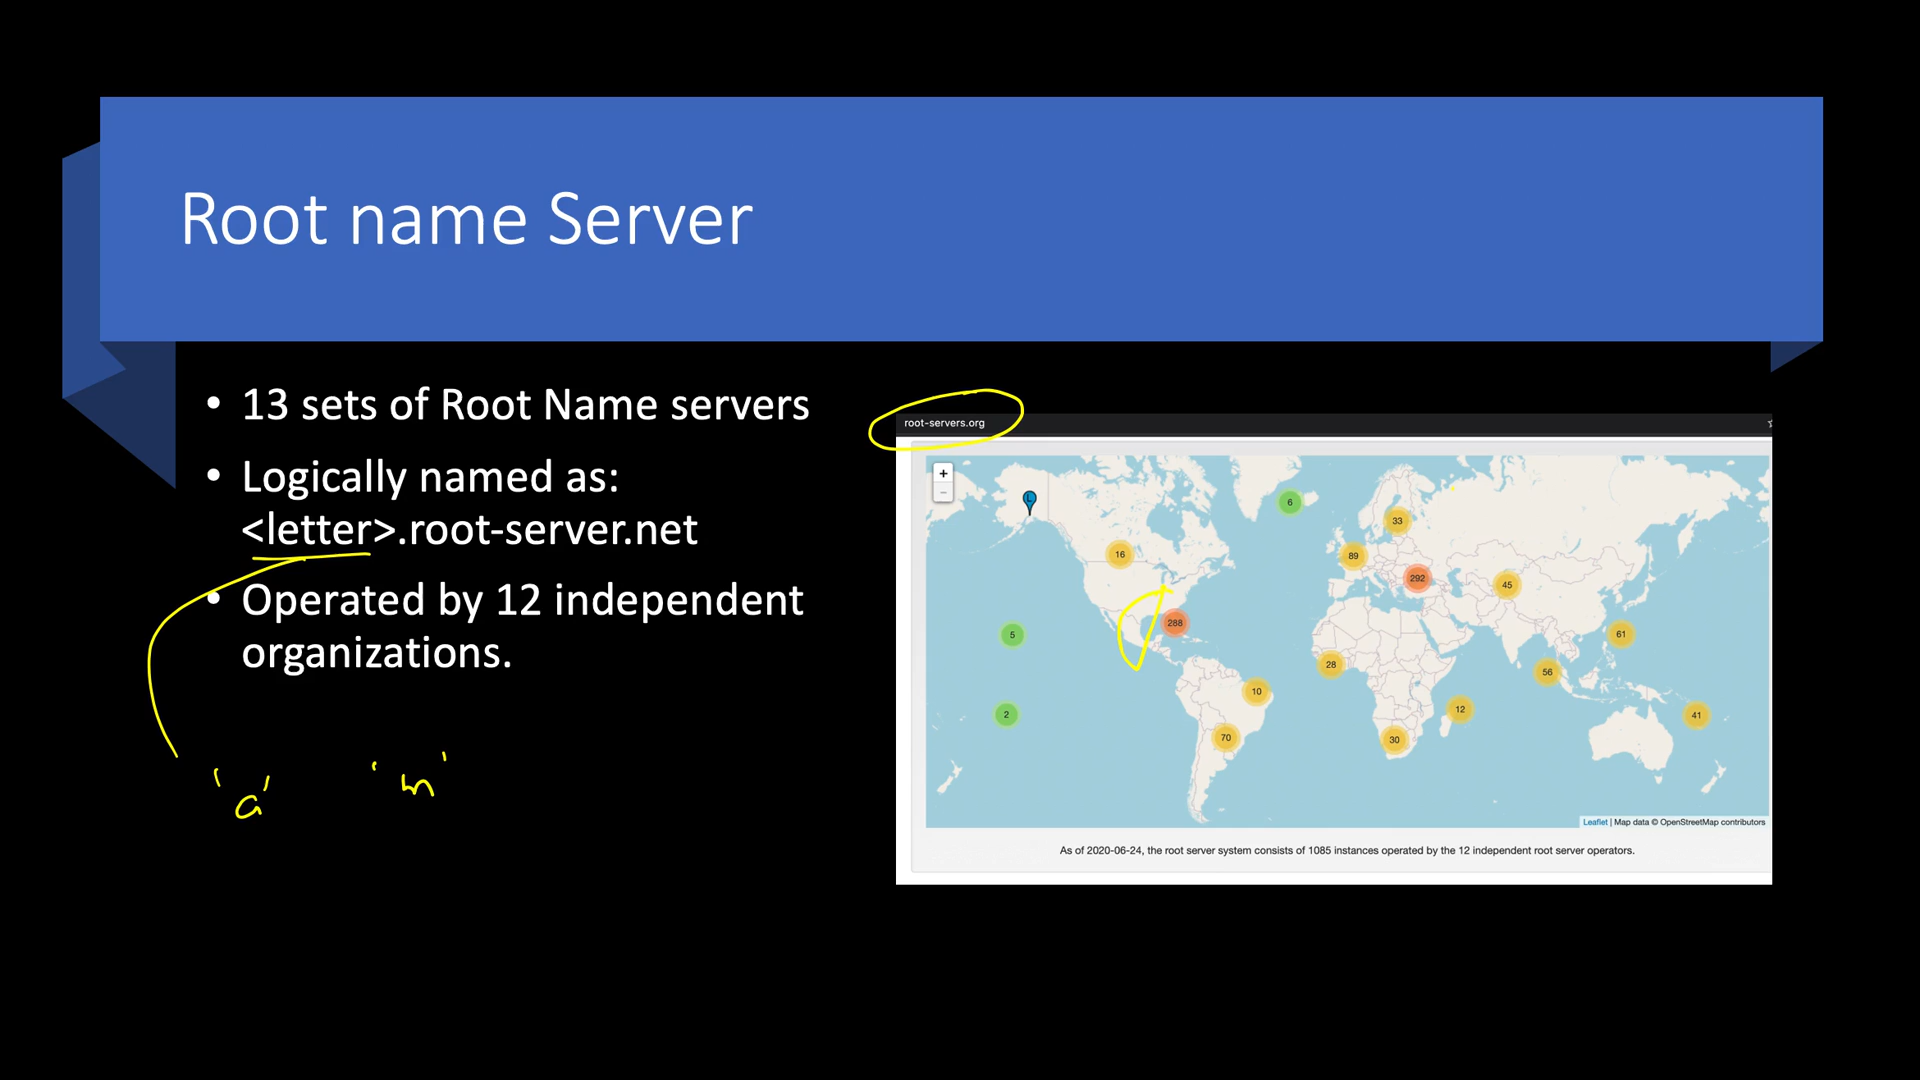 Root name Server
• 13 sets of Root Name servers
• Logically named as:
<letter>.root-server.net
• Operated by 12 independent
organizations.
'a' 'm'
root-servers.org
+
−
L
6
33
16
89
292
45
288
5
61
28
56
10
12
2
41
70
30
Leaflet | Map data © OpenStreetMap contributors
As of 2020-06-24, the root server system consists of 1085 instances operated by the 12 independent root server operators.